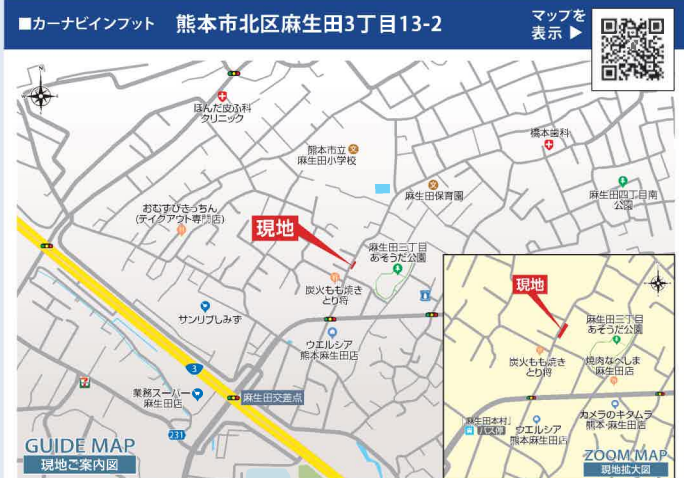 ■カーナビインプット 熊本市北区麻生田3丁目13-2
マップを
表示 ▶
ほんだ皮ふ科
クリニック
橋本歯科
熊本市立
麻生田小学校
文
文
麻生田保育園
麻生田四丁目南
公園
おむすびきっちん
(テイクアウト専門店)
現地
麻生田三丁目
あそうだ公園
炭火もも焼き
とり将
サンリブしみず
ウエルシア
熊本麻生田店
3
7
業務スーパー
麻生田店
麻生田交差点
231
GUIDE MAP
現地ご案内図
現地
麻生田三丁目
あそうだ公園
炭火もも焼き
とり将
焼肉なべしま
麻生田店
カメラのキタムラ
熊本・麻生田店
「麻生田本村」
バス停
ウエルシア
熊本麻生田店
ZOOM MAP
現地拡大図